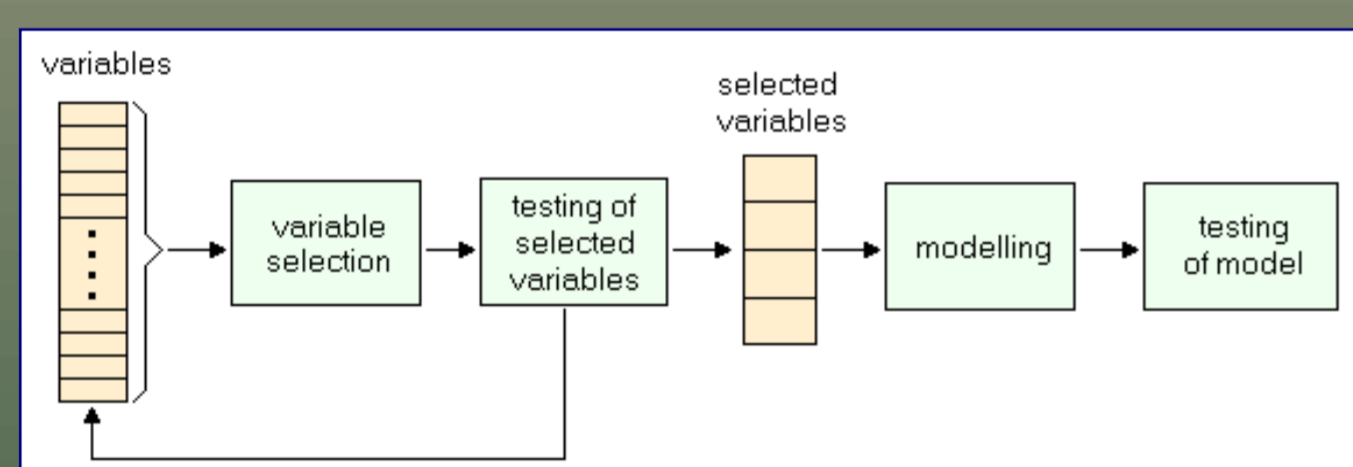 variables
selected
variables
variable
selection
testing of
selected
variables
modelling
testing
of model